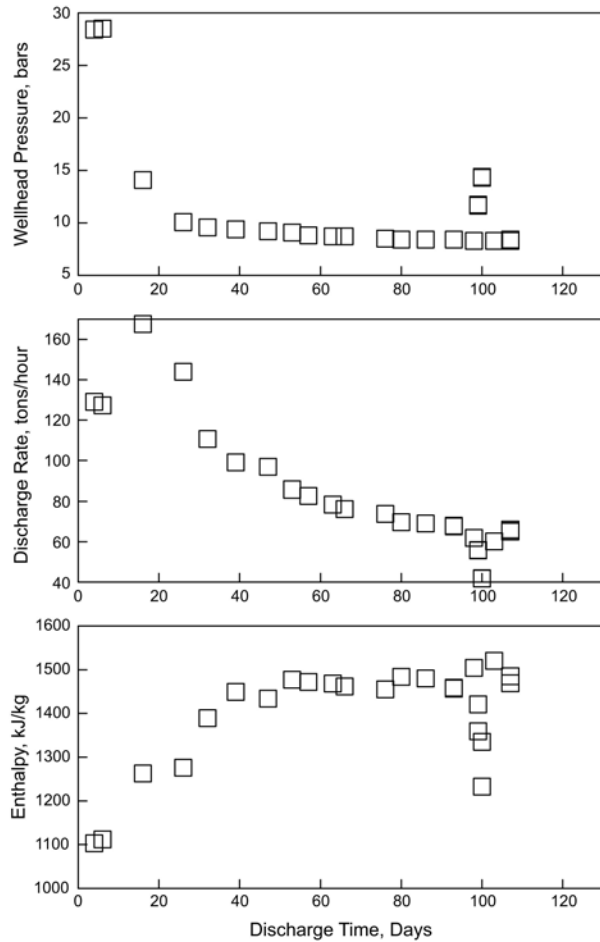 Wellhead Pressure, bars
30
25
20
15
10
5
0 20 40 60 80 100 120
Discharge Rate, tons/hour
160
140
120
100
80
60
40
0 20 40 60 80 100 120
Enthalpy, kJ/kg
1600
1500
1400
1300
1200
1100
1000
0 20 40 60 80 100 120
Discharge Time, Days